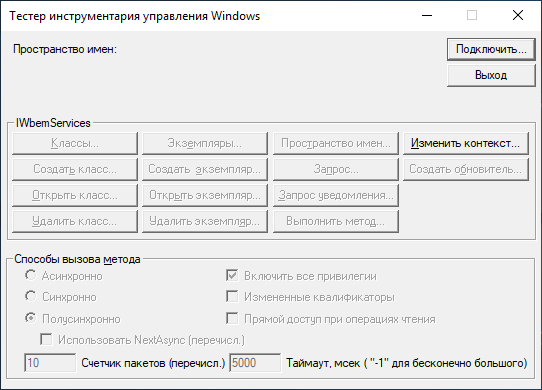 Тестер инструментария управления Windows
Пространство имен:
Подключить...
Выход
IWbemServices
Классы... Экземпляры... Пространство имен... Изменить контекст...
Создать класс... Создать экземпляр... Запрос... Создать обновитель...
Открыть класс... Открыть экземпляр... Запрос уведомления...
Удалить класс... Удалить экземпляр... Выполнить метод...
Способы вызова метода
Асинхронно Включить все привилегии
Синхронно Измененные квалификаторы
Полусинхронно Прямой доступ при операциях чтения
Использовать NextAsync (перечисл.)
10 Счетчик пакетов (перечисл.) 5000 Таймаут, мсек ( "-1" для бесконечно большого)